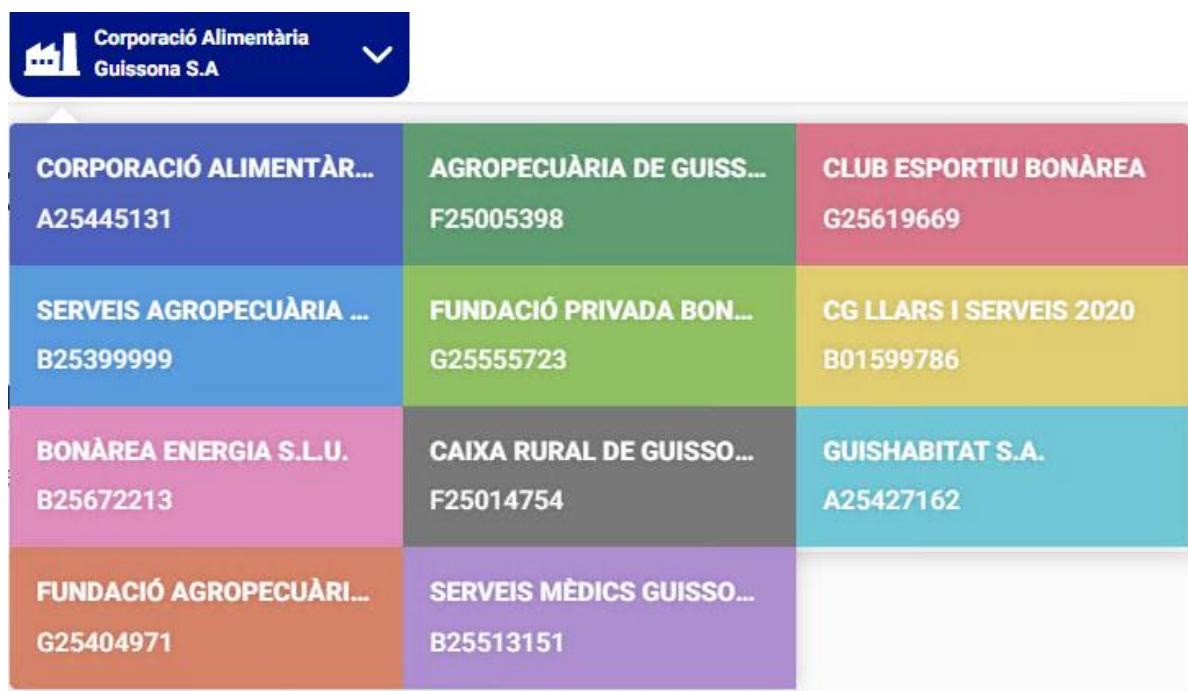 Corporació Alimentària
Guissona S.A
CORPORACIÓ ALIMENTÀR...
A25445131
AGROPECUÀRIA DE GUISS...
F25005398
CLUB ESPORTIU BONÀREA
G25619669
SERVEIS AGROPECUÀRIA ...
B25399999
FUNDACIÓ PRIVADA BON...
G25555723
CG LLARS I SERVEIS 2020
B01599786
BONÀREA ENERGIA S.L.U.
B25672213
CAIXA RURAL DE GUISSO...
F25014754
GUISHABITAT S.A.
A25427162
FUNDACIÓ AGROPECUÀRI...
G25404971
SERVEIS MÈDICS GUISSO...
B25513151